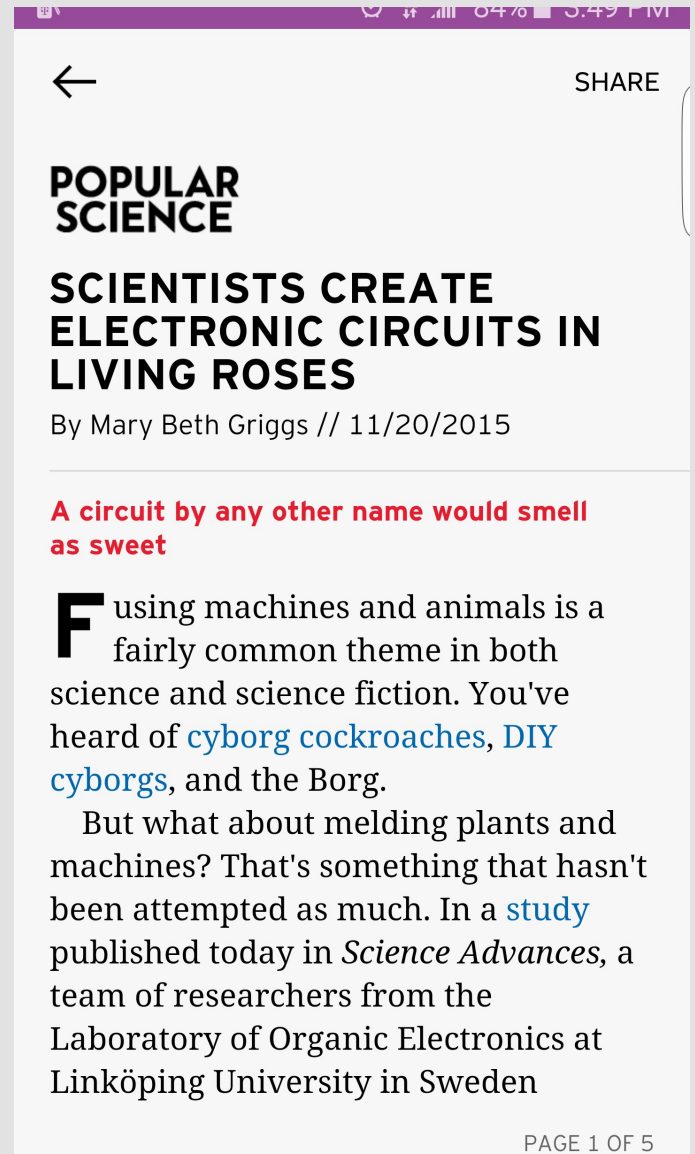 84% 3:49 PM
SHARE
POPULAR
SCIENCE
SCIENTISTS CREATE
ELECTRONIC CIRCUITS IN
LIVING ROSES
By Mary Beth Griggs // 11/20/2015
A circuit by any other name would smell
as sweet
Fusing machines and animals is a
fairly common theme in both
science and science fiction. You've
heard of cyborg cockroaches, DIY
cyborgs, and the Borg.
But what about melding plants and
machines? That's something that hasn't
been attempted as much. In a study
published today in Science Advances, a
team of researchers from the
Laboratory of Organic Electronics at
Linköping University in Sweden
PAGE 1 OF 5